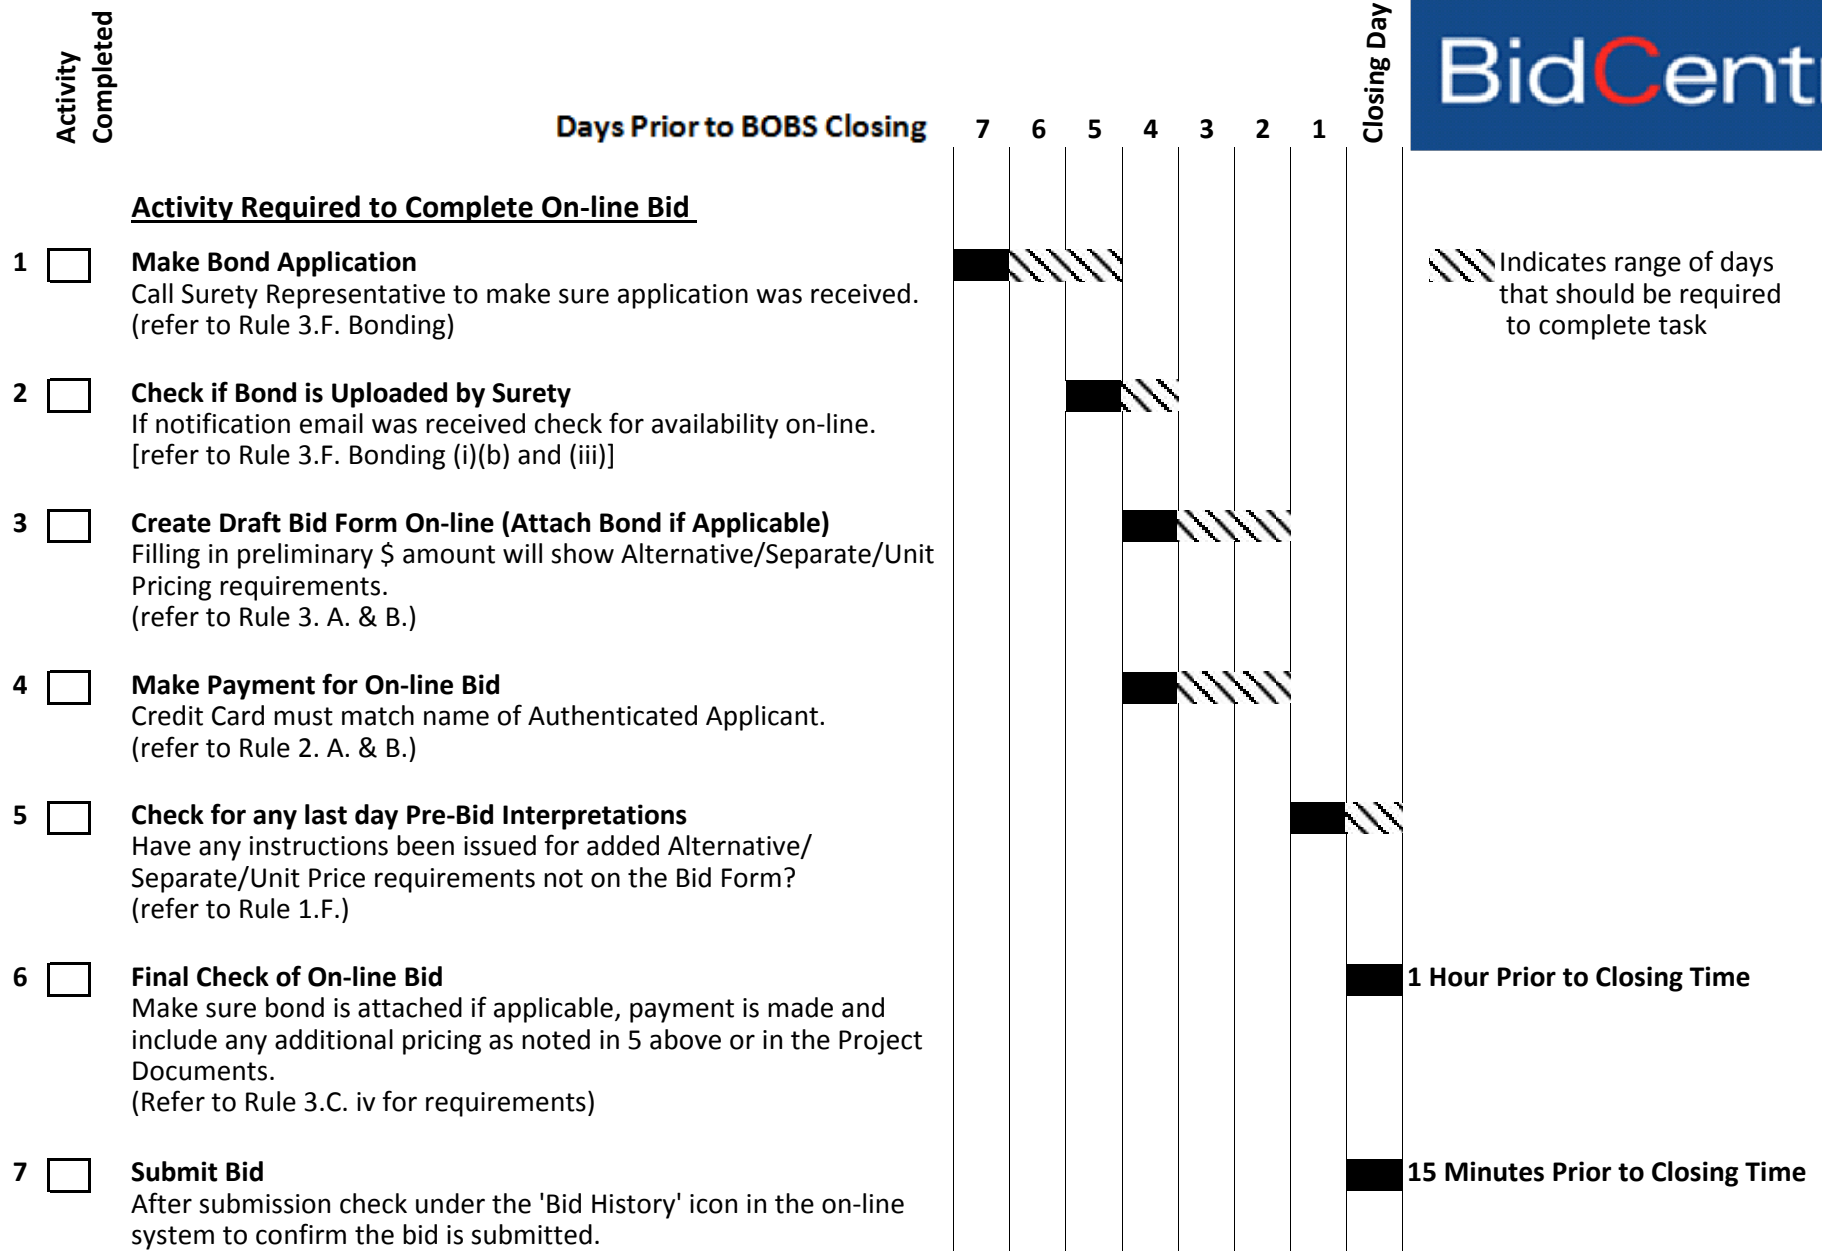 Activity
Completed
Days Prior to BOBS Closing 7 6 5 4 3 2 1 Closing Day
BidCentr
Activity Required to Complete On-line Bid
1 Make Bond Application
Call Surety Representative to make sure application was received.
(refer to Rule 3.F. Bonding)
Indicates range of days
that should be required
to complete task
2 Check if Bond is Uploaded by Surety
If notification email was received check for availability on-line.
[refer to Rule 3.F. Bonding (i)(b) and (iii)]
3 Create Draft Bid Form On-line (Attach Bond if Applicable)
Filling in preliminary $ amount will show Alternative/Separate/Unit
Pricing requirements.
(refer to Rule 3. A. & B.)
4 Make Payment for On-line Bid
Credit Card must match name of Authenticated Applicant.
(refer to Rule 2. A. & B.)
5 Check for any last day Pre-Bid Interpretations
Have any instructions been issued for added Alternative/
Separate/Unit Price requirements not on the Bid Form?
(refer to Rule 1.F.)
6 Final Check of On-line Bid 1 Hour Prior to Closing Time
Make sure bond is attached if applicable, payment is made and
include any additional pricing as noted in 5 above or in the Project
Documents.
(Refer to Rule 3.C. iv for requirements)
7 Submit Bid 15 Minutes Prior to Closing Time
After submission check under the 'Bid History' icon in the on-line
system to confirm the bid is submitted.